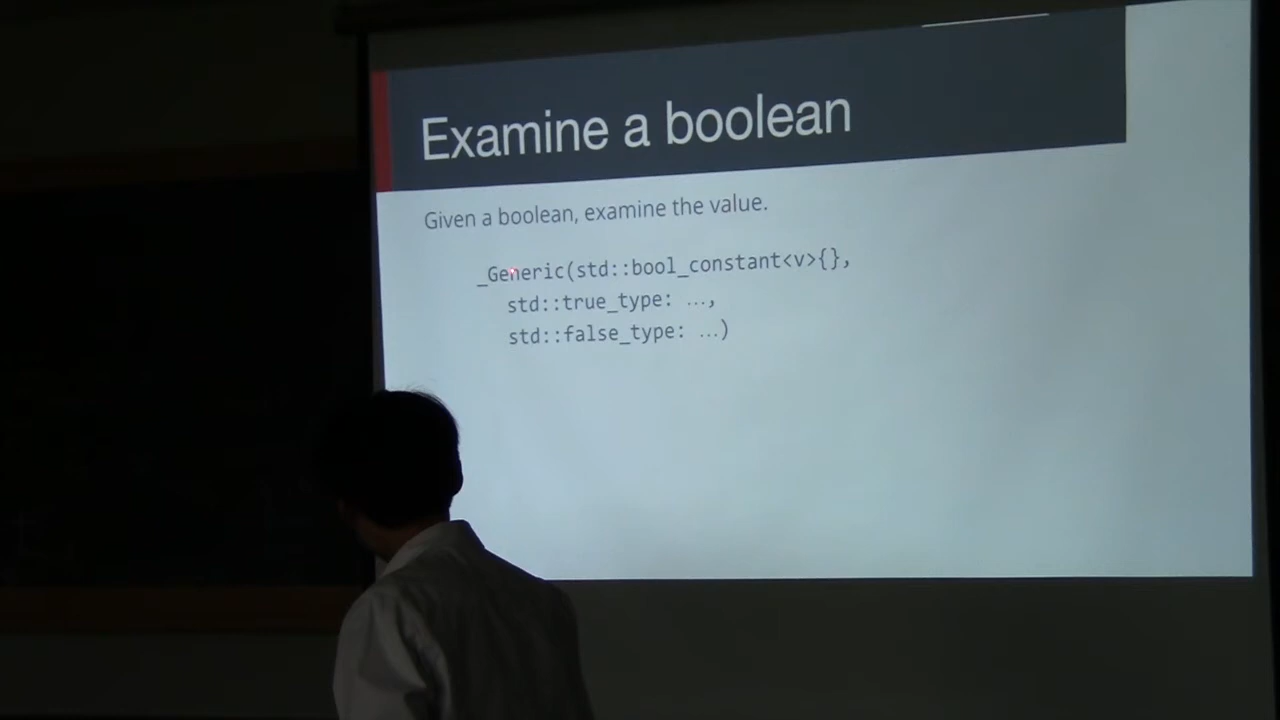 Examine a boolean
Given a boolean, examine the value.
_Generic(std::bool_constant<v>{},
std::true_type: ...,
std::false_type: ...)